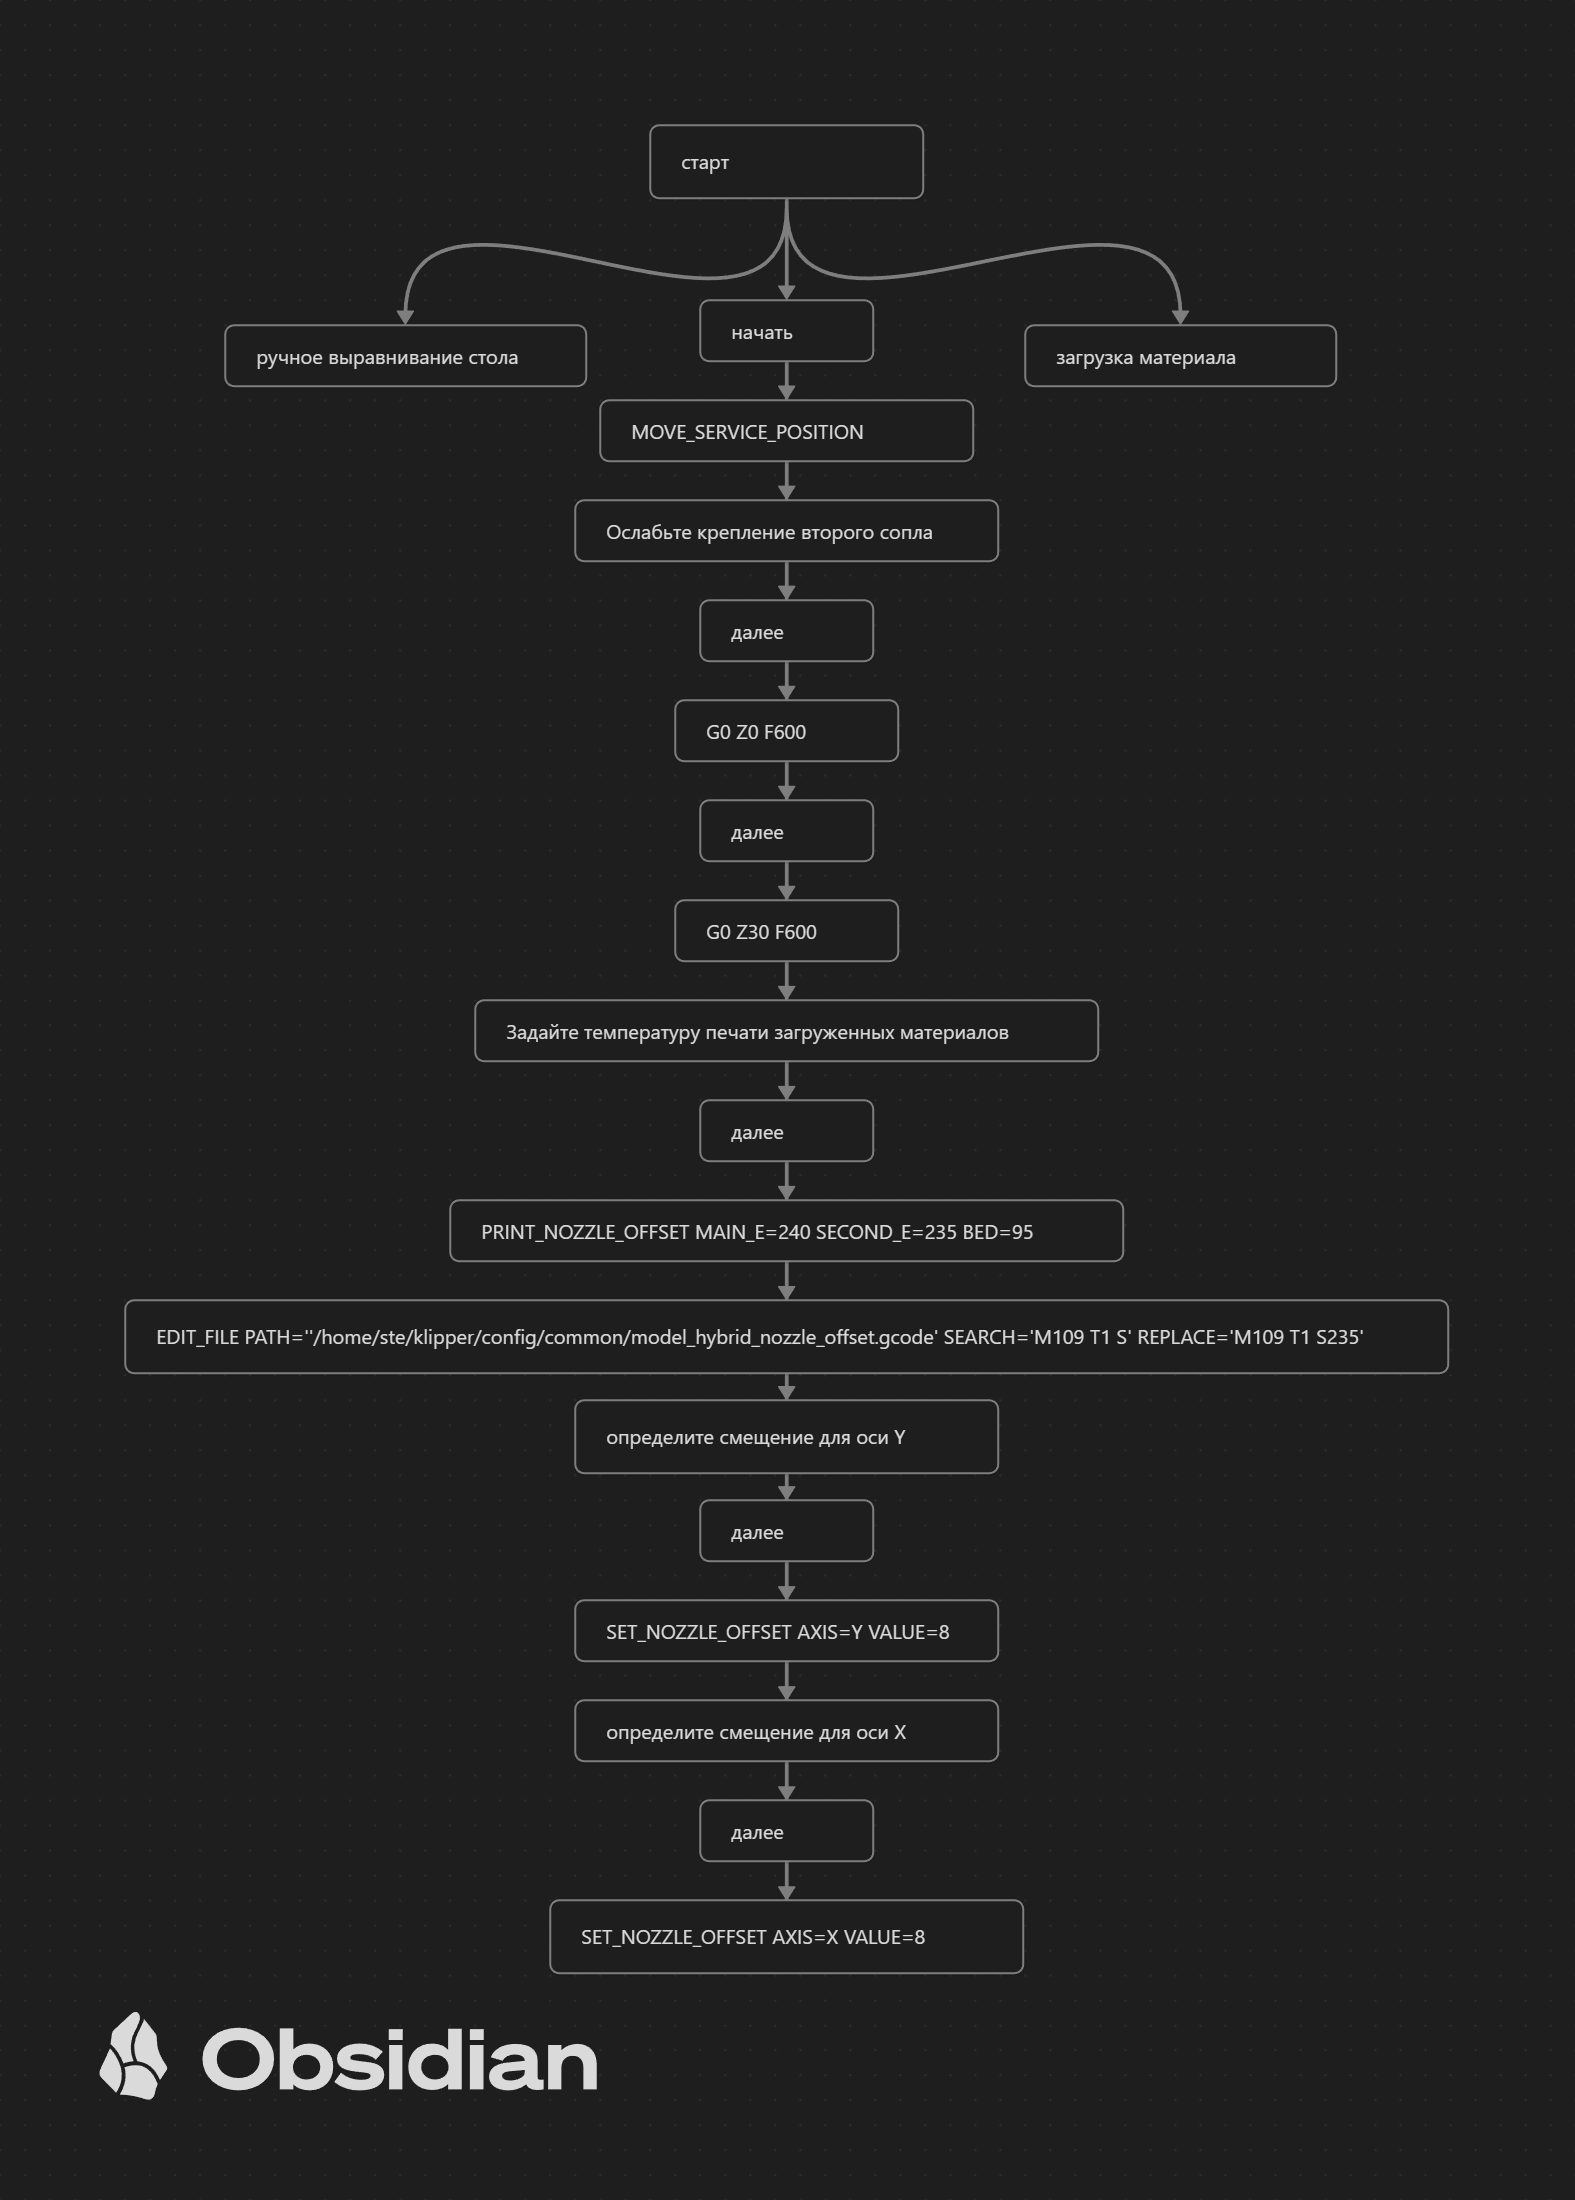 старт
ручное выравнивание стола
начать
загрузка материала
MOVE_SERVICE_POSITION
Ослабьте крепление второго сопла
далее
G0 Z0 F600
далее
G0 Z30 F600
Задайте температуру печати загруженных материалов
далее
PRINT_NOZZLE_OFFSET MAIN_E=240 SECOND_E=235 BED=95
EDIT_FILE PATH=''/home/ste/klipper/config/common/model_hybrid_nozzle_offset.gcode' SEARCH='M109 T1 S' REPLACE='M109 T1 S235'
определите смещение для оси Y
далее
SET_NOZZLE_OFFSET AXIS=Y VALUE=8
определите смещение для оси X
далее
SET_NOZZLE_OFFSET AXIS=X VALUE=8
Obsidian